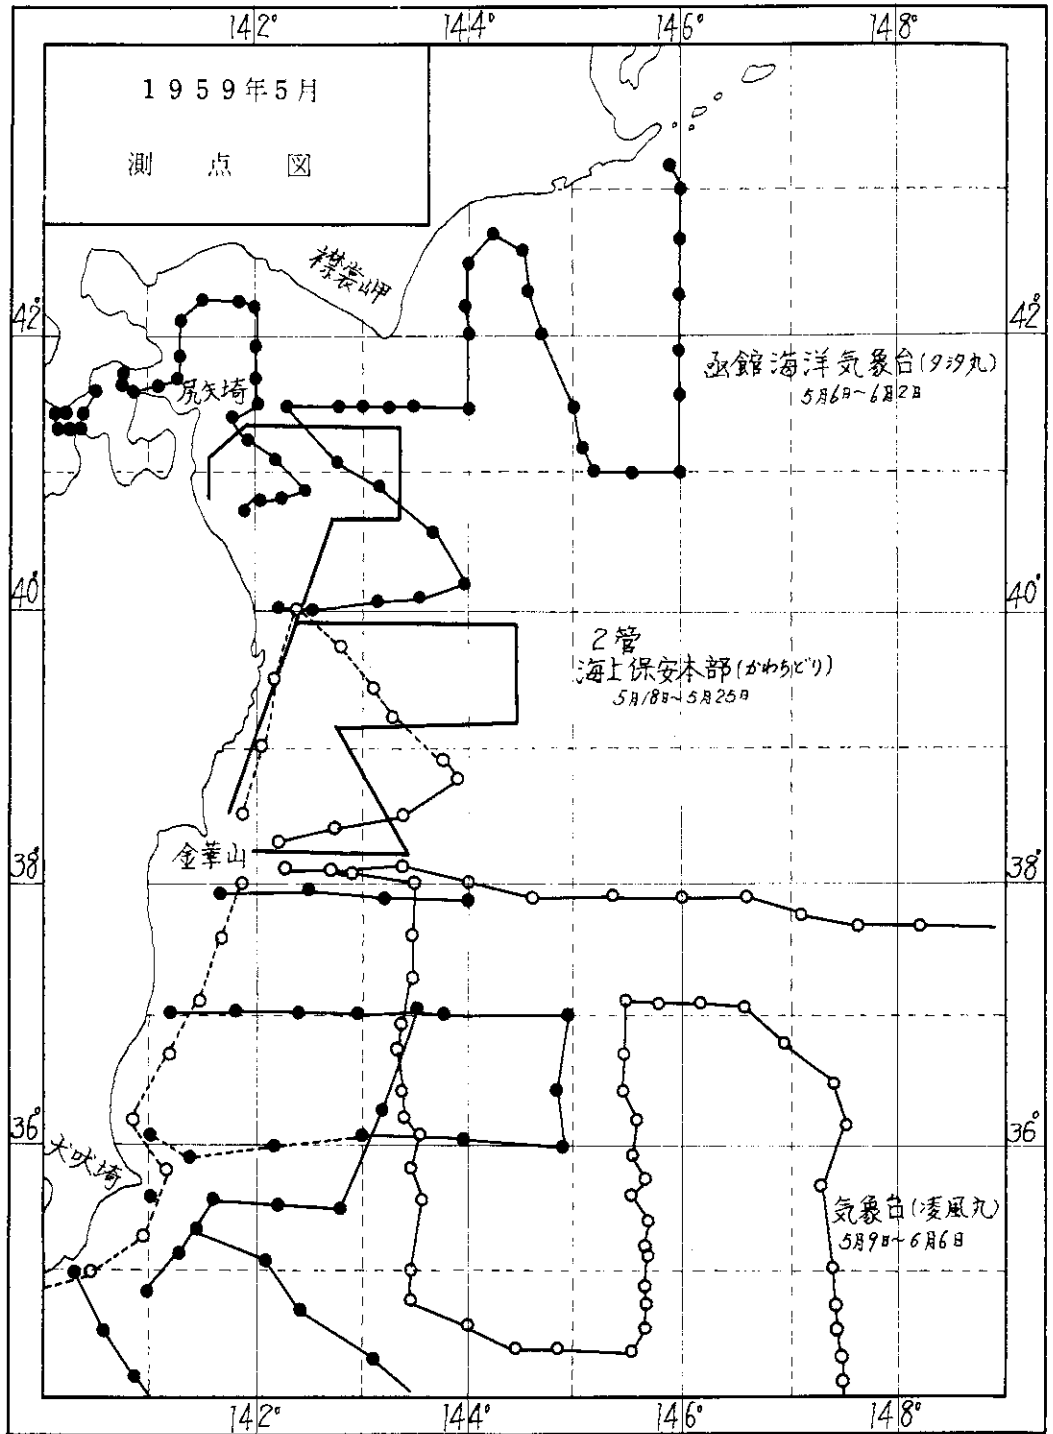 142° 144° 146° 148°
1959年5月
測 点 図
襟裳岬
42° 42°
函館海洋気象台(夕汐丸)
5月6日~6月2日
尻矢埼
40° 40°
2管
海上保安本部(かわちどり)
5月18日~5月25日
金華山
38° 38°
36° 36°
犬吠埼
気象台(凌風丸)
5月9日~6月6日
142° 144° 146° 148°